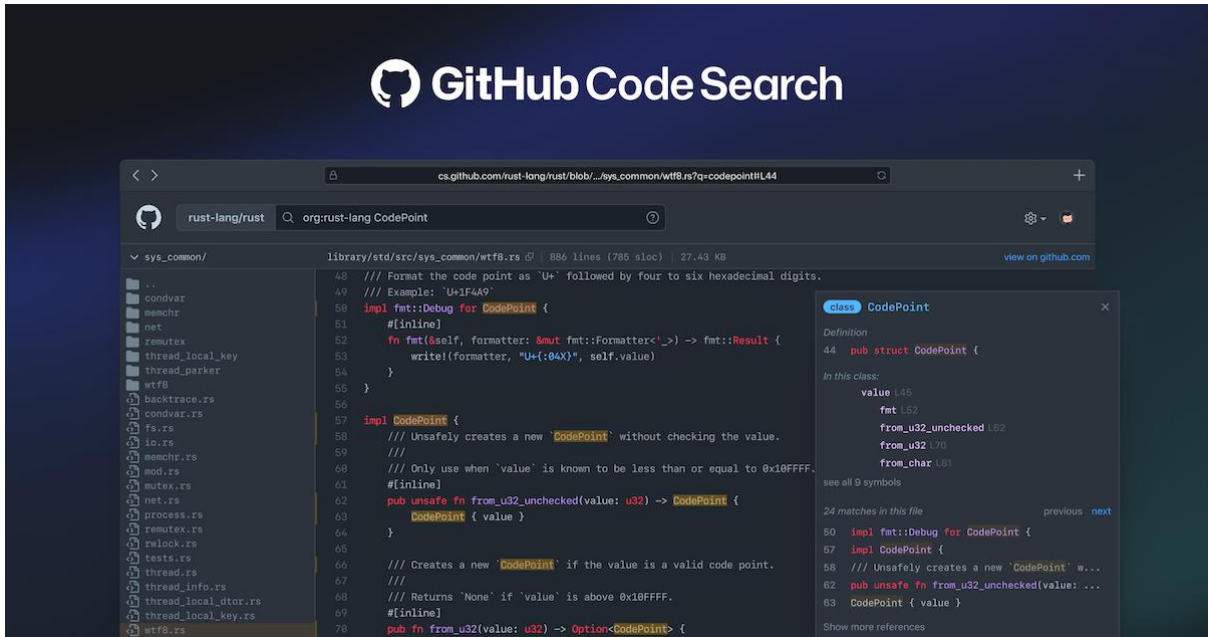 GitHub Code Search
cs.github.com/rust-lang/rust/blob/.../sys_common/wtf8.rs?q=codepoint#L44
rust-lang/rust
org:rust-lang CodePoint
sys_common/
library/std/src/sys_common/wtf8.rs
886 lines (785 sloc)
27.43 KB
view on github.com
..
condvar
memchr
net
remutex
thread_local_key
thread_parker
wtf8
backtrace.rs
condvar.rs
fs.rs
io.rs
memchr.rs
mod.rs
mutex.rs
net.rs
process.rs
remutex.rs
rwlock.rs
tests.rs
thread.rs
thread_info.rs
thread_local_dtor.rs
thread_local_key.rs
wtf8.rs
48 /// Format the code point as `U+` followed by four to six hexadecimal digits.
49 /// Example: `U+1F4A9`
50 impl fmt::Debug for CodePoint {
51 #[inline]
52 fn fmt(&self, formatter: &mut fmt::Formatter<'_>) -> fmt::Result {
53 write!(formatter, "U+{:04X}", self.value)
54 }
55 }
56
57 impl CodePoint {
58 /// Unsafely creates a new `CodePoint` without checking the value.
59 ///
60 /// Only use when `value` is known to be less than or equal to 0x10FFFF.
61 #[inline]
62 pub unsafe fn from_u32_unchecked(value: u32) -> CodePoint {
63 CodePoint { value }
64 }
65
66 /// Creates a new `CodePoint` if the value is a valid code point.
67 ///
68 /// Returns `None` if `value` is above 0x10FFFF.
69 #[inline]
70 pub fn from_u32(value: u32) -> Option<CodePoint> {
class CodePoint
Definition
44 pub struct CodePoint {
In this class:
value L45
fmt L52
from_u32_unchecked L62
from_u32 L70
from_char L81
see all 9 symbols
24 matches in this file
previous next
50 impl fmt::Debug for CodePoint {
57 impl CodePoint {
58 /// Unsafely creates a new `CodePoint` w...
62 pub unsafe fn from_u32_unchecked(value: ...
63 CodePoint { value }
Show more references